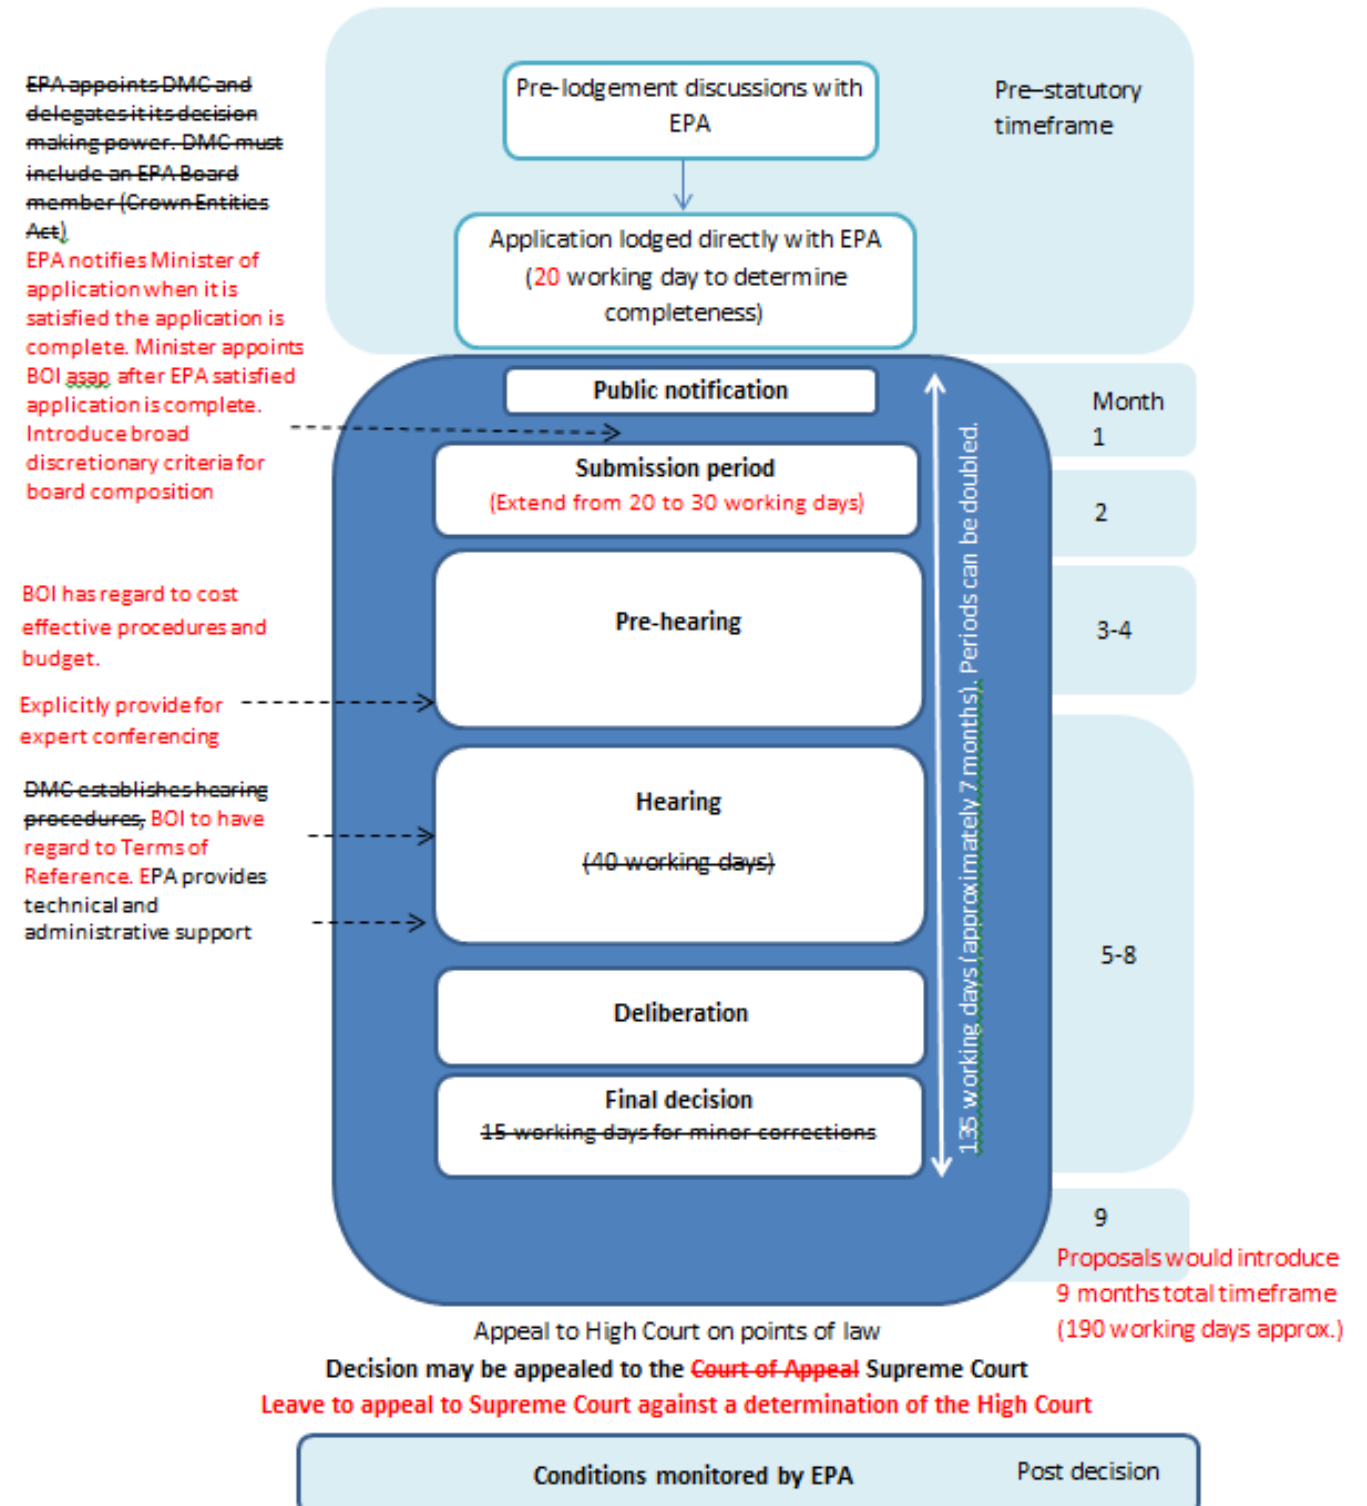 Pre-lodgement discussions with
EPA
Pre–statutory
timeframe
EPA appoints DMC and
delegates it its decision
making power. DMC must
include an EPA Board
member (Crown Entities
Act)
EPA notifies Minister of
application when it is
satisfied the application is
complete. Minister appoints
BOI asap after EPA satisfied
application is complete.
Introduce broad
discretionary criteria for
board composition
Application lodged directly with EPA
(20 working day to determine
completeness)
Public notification
Month
1
Submission period
(Extend from 20 to 30 working days)
2
BOI has regard to cost
effective procedures and
budget.
Explicitly provide for
expert conferencing
Pre-hearing
3-4
DMC establishes hearing
procedures, BOI to have
regard to Terms of
Reference. EPA provides
technical and
administrative support
Hearing
(40 working days)
135 working days (approximately 7 months). Periods can be doubled.
5-8
Deliberation
Final decision
15 working days for minor corrections
9
Proposals would introduce
9 months total timeframe
(190 working days approx.)
Appeal to High Court on points of law
Decision may be appealed to the Court of Appeal Supreme Court
Leave to appeal to Supreme Court against a determination of the High Court
Conditions monitored by EPA
Post decision